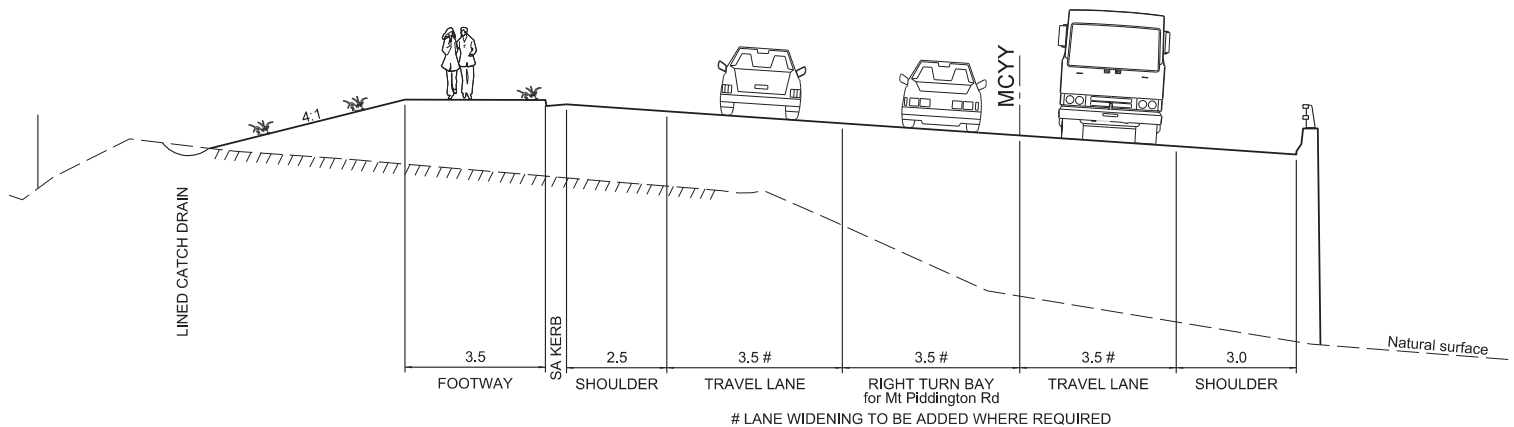 MCYY
4:1
LINED CATCH DRAIN
SA KERB
Natural surface
3.5
2.5
3.5 #
3.5 #
3.5 #
3.0
FOOTWAY
SHOULDER
TRAVEL LANE
RIGHT TURN BAY
for Mt Piddington Rd
TRAVEL LANE
SHOULDER
# LANE WIDENING TO BE ADDED WHERE REQUIRED